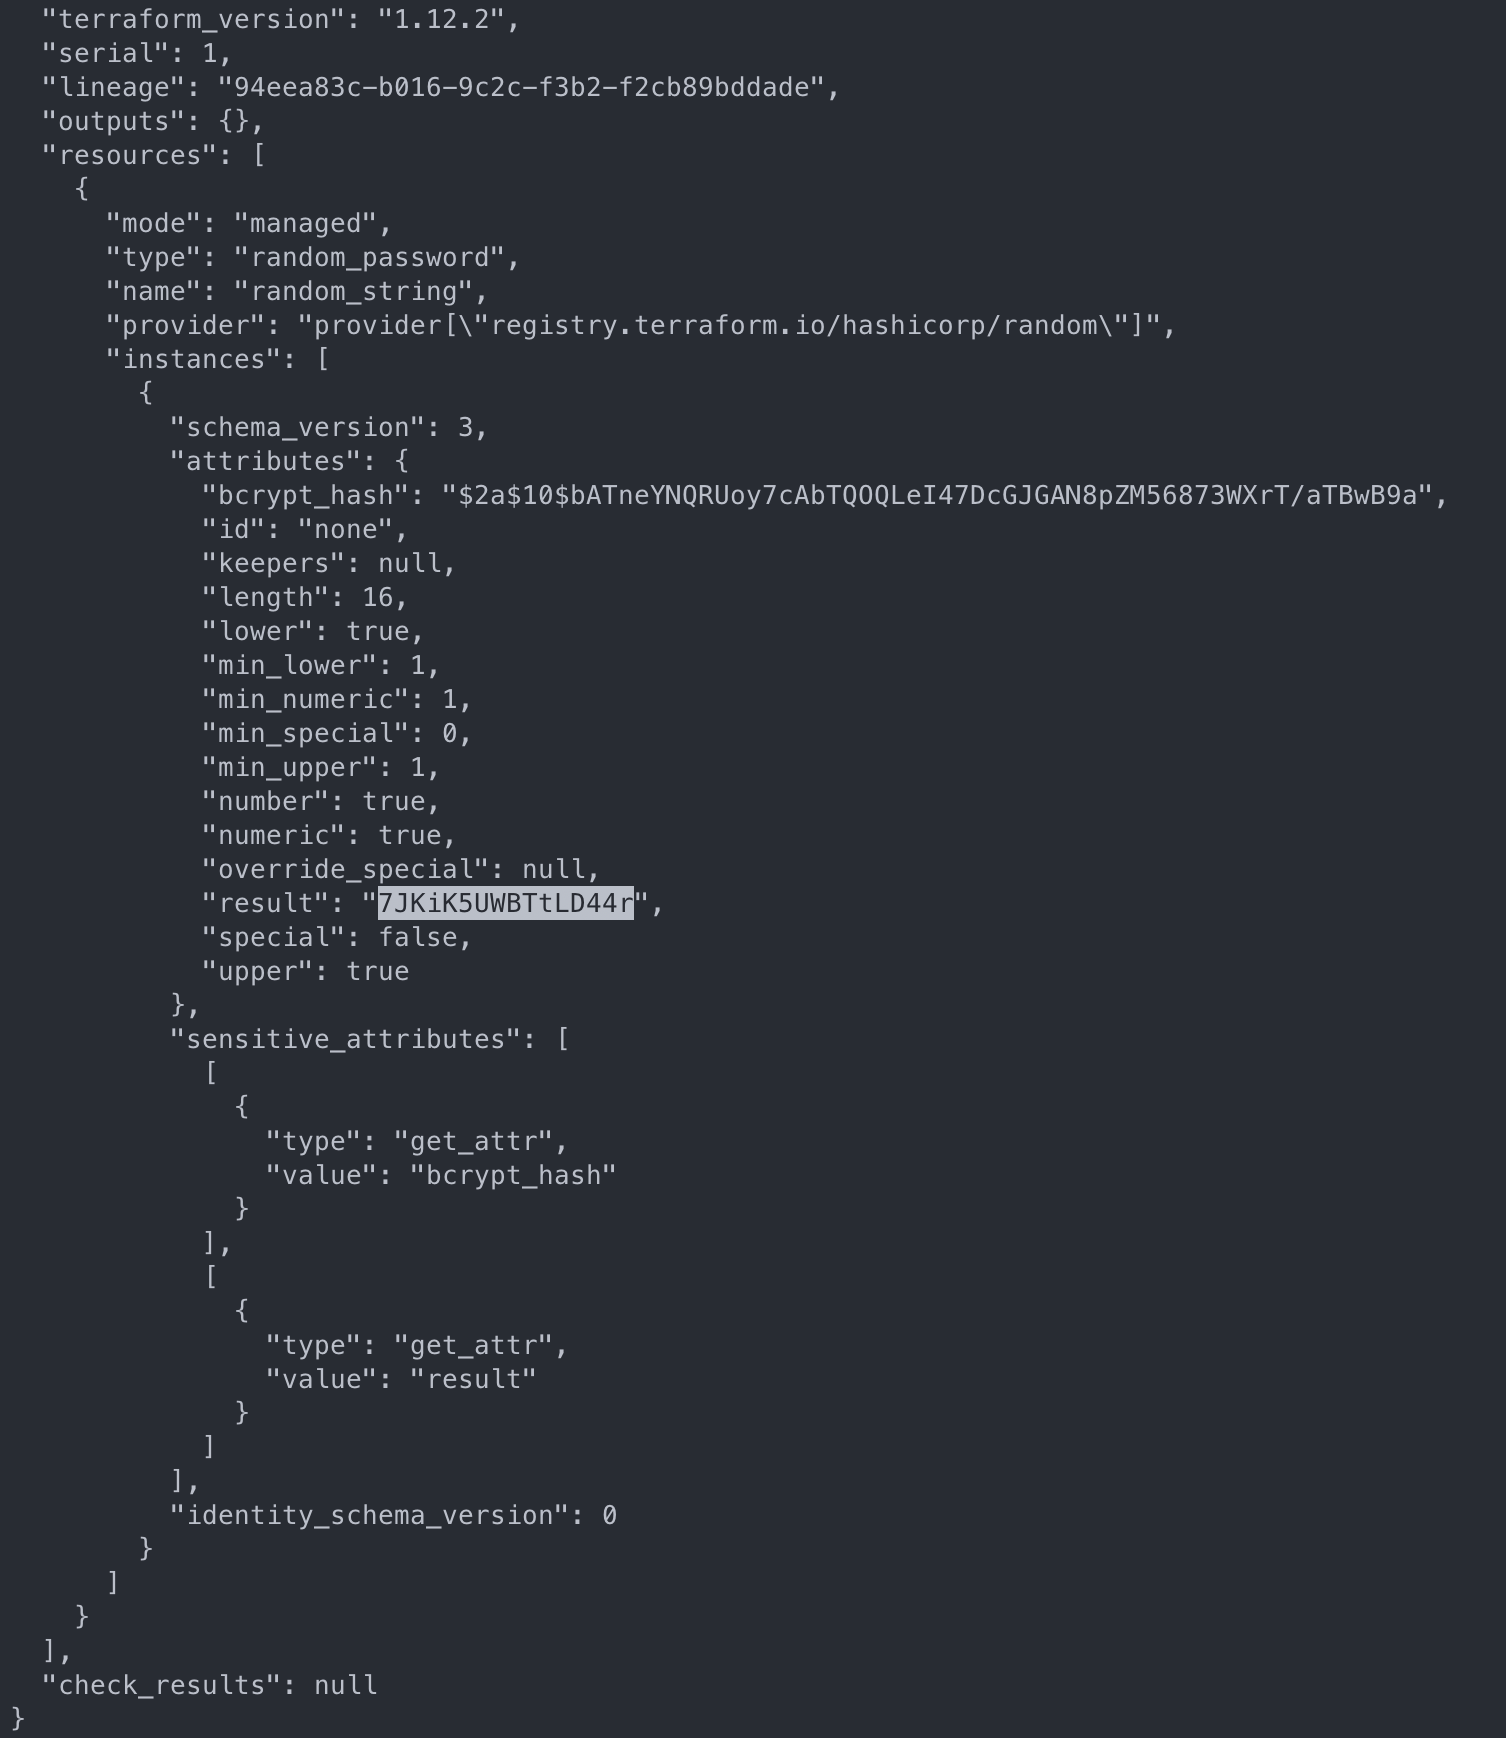 "terraform_version": "1.12.2",
"serial": 1,
"lineage": "94eea83c-b016-9c2c-f3b2-f2cb89bddade",
"outputs": {},
"resources": [
{
"mode": "managed",
"type": "random_password",
"name": "random_string",
"provider": "provider[\"registry.terraform.io/hashicorp/random\"]",
"instances": [
{
"schema_version": 3,
"attributes": {
"bcrypt_hash": "$2a$10$bATneYNQRUoy7cAbTQOQLeI47DcGJGAN8pZM56873WXrT/aTBwB9a",
"id": "none",
"keepers": null,
"length": 16,
"lower": true,
"min_lower": 1,
"min_numeric": 1,
"min_special": 0,
"min_upper": 1,
"number": true,
"numeric": true,
"override_special": null,
"result": "7JKiK5UWBTtLD44r",
"special": false,
"upper": true
},
"sensitive_attributes": [
[
{
"type": "get_attr",
"value": "bcrypt_hash"
}
],
[
{
"type": "get_attr",
"value": "result"
}
]
],
"identity_schema_version": 0
}
]
}
],
"check_results": null
}